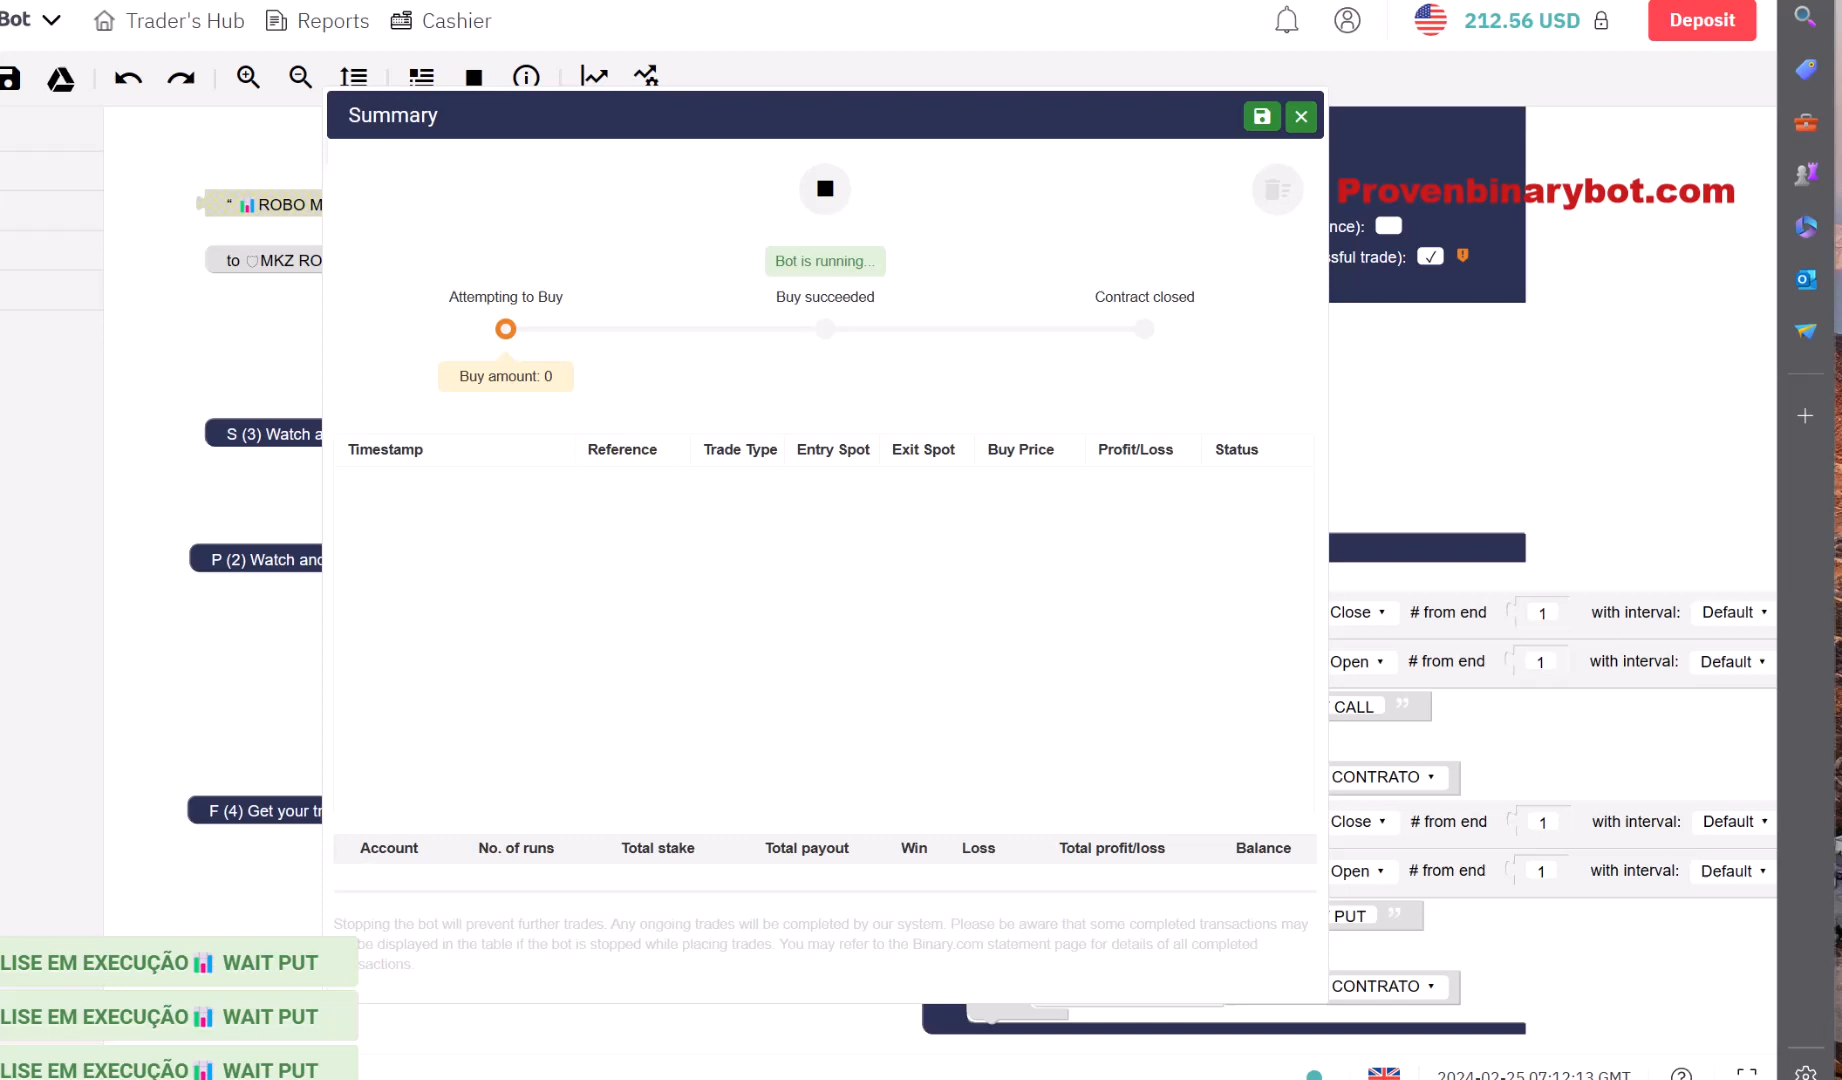 Bot Trader's Hub Reports Cashier 212.56 USD Deposit
Summary
Provenbinarybot.com
“ ROBO M
nce):
to MKZ RO
sful trade): ✓
Bot is running...
Attempting to Buy Buy succeeded Contract closed
Buy amount: 0
S (3) Watch a
Timestamp Reference Trade Type Entry Spot Exit Spot Buy Price Profit/Loss Status
P (2) Watch and
Close # from end 1 with interval: Default
Open # from end 1 with interval: Default
CALL ”
CONTRATO
F (4) Get your tr
Close # from end 1 with interval: Default
Account No. of runs Total stake Total payout Win Loss Total profit/loss Balance
Open # from end 1 with interval: Default
PUT ”
Stopping the bot will prevent further trades. Any ongoing trades will be completed by our system. Please be aware that some completed transactions may
be displayed in the table if the bot is stopped while placing trades. You may refer to the Binary.com statement page for details of all completed
sactions.
LISE EM EXECUÇÃO WAIT PUT
CONTRATO
LISE EM EXECUÇÃO WAIT PUT
LISE EM EXECUÇÃO WAIT PUT
2024-02-25 07:12:13 GMT